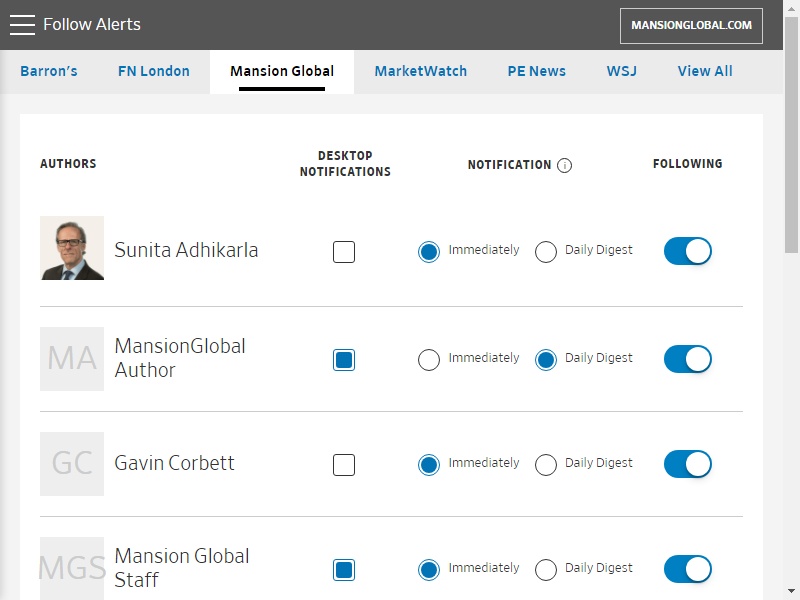 Follow Alerts
MANSIONGLOBAL.COM
Barron's FN London Mansion Global MarketWatch PE News WSJ View All
AUTHORS
DESKTOP
NOTIFICATIONS
NOTIFICATION i
FOLLOWING
Sunita Adhikarla
Immediately Daily Digest
MA
MansionGlobal
Author
Immediately Daily Digest
GC
Gavin Corbett
Immediately Daily Digest
MGS
Mansion Global
Staff
Immediately Daily Digest